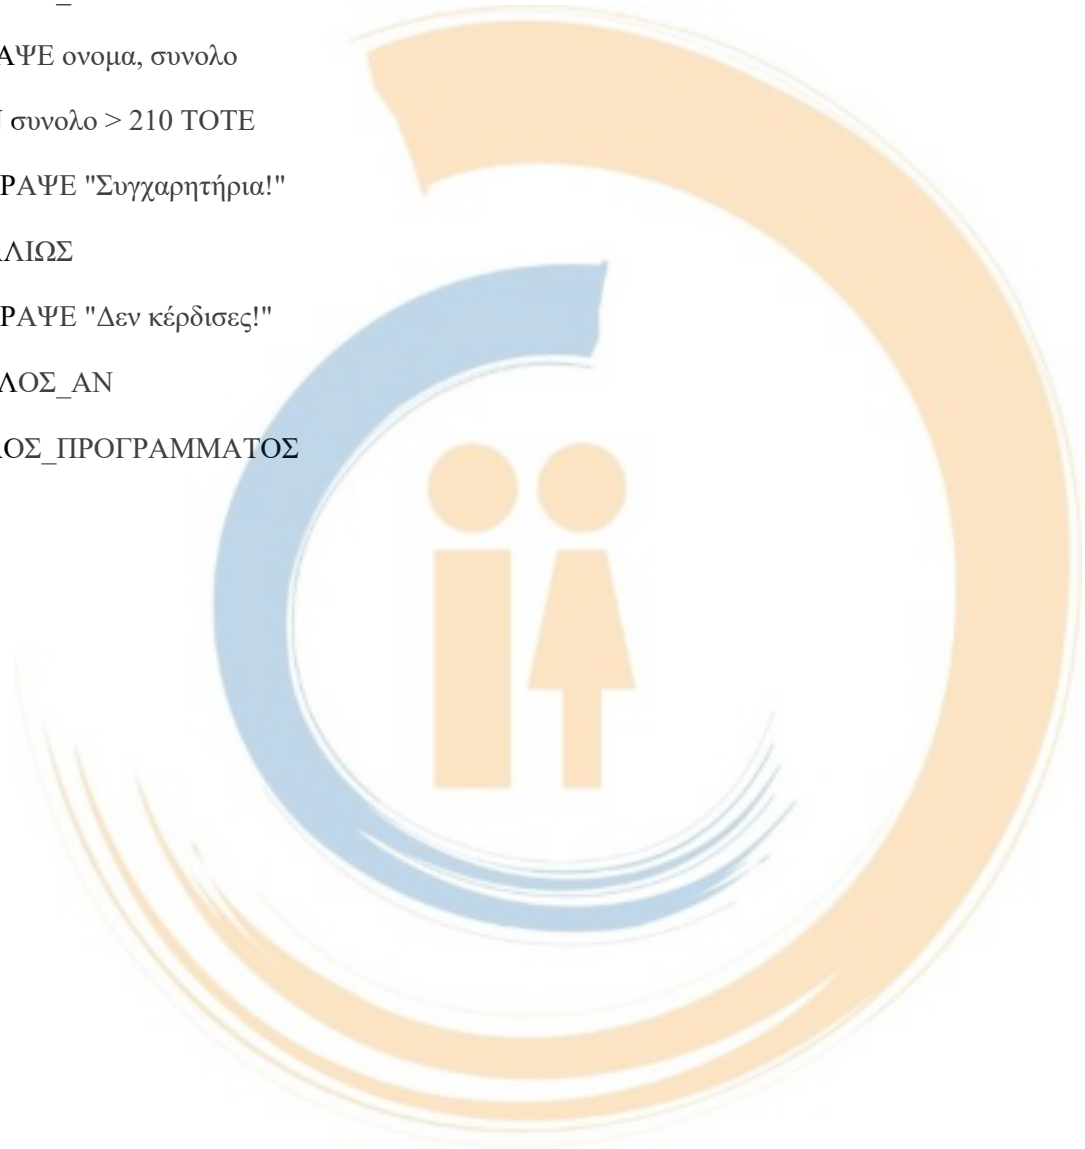 ΑΨΕ ονομα, συνολο
συνολο > 210 ΤΟΤΕ
ΡΑΨΕ "Συγχαρητήρια!"
ΛΙΩΣ
ΡΑΨΕ "Δεν κέρδισες!"
ΛΟΣ_ΑΝ
ΟΣ_ΠΡΟΓΡΑΜΜΑΤΟΣ